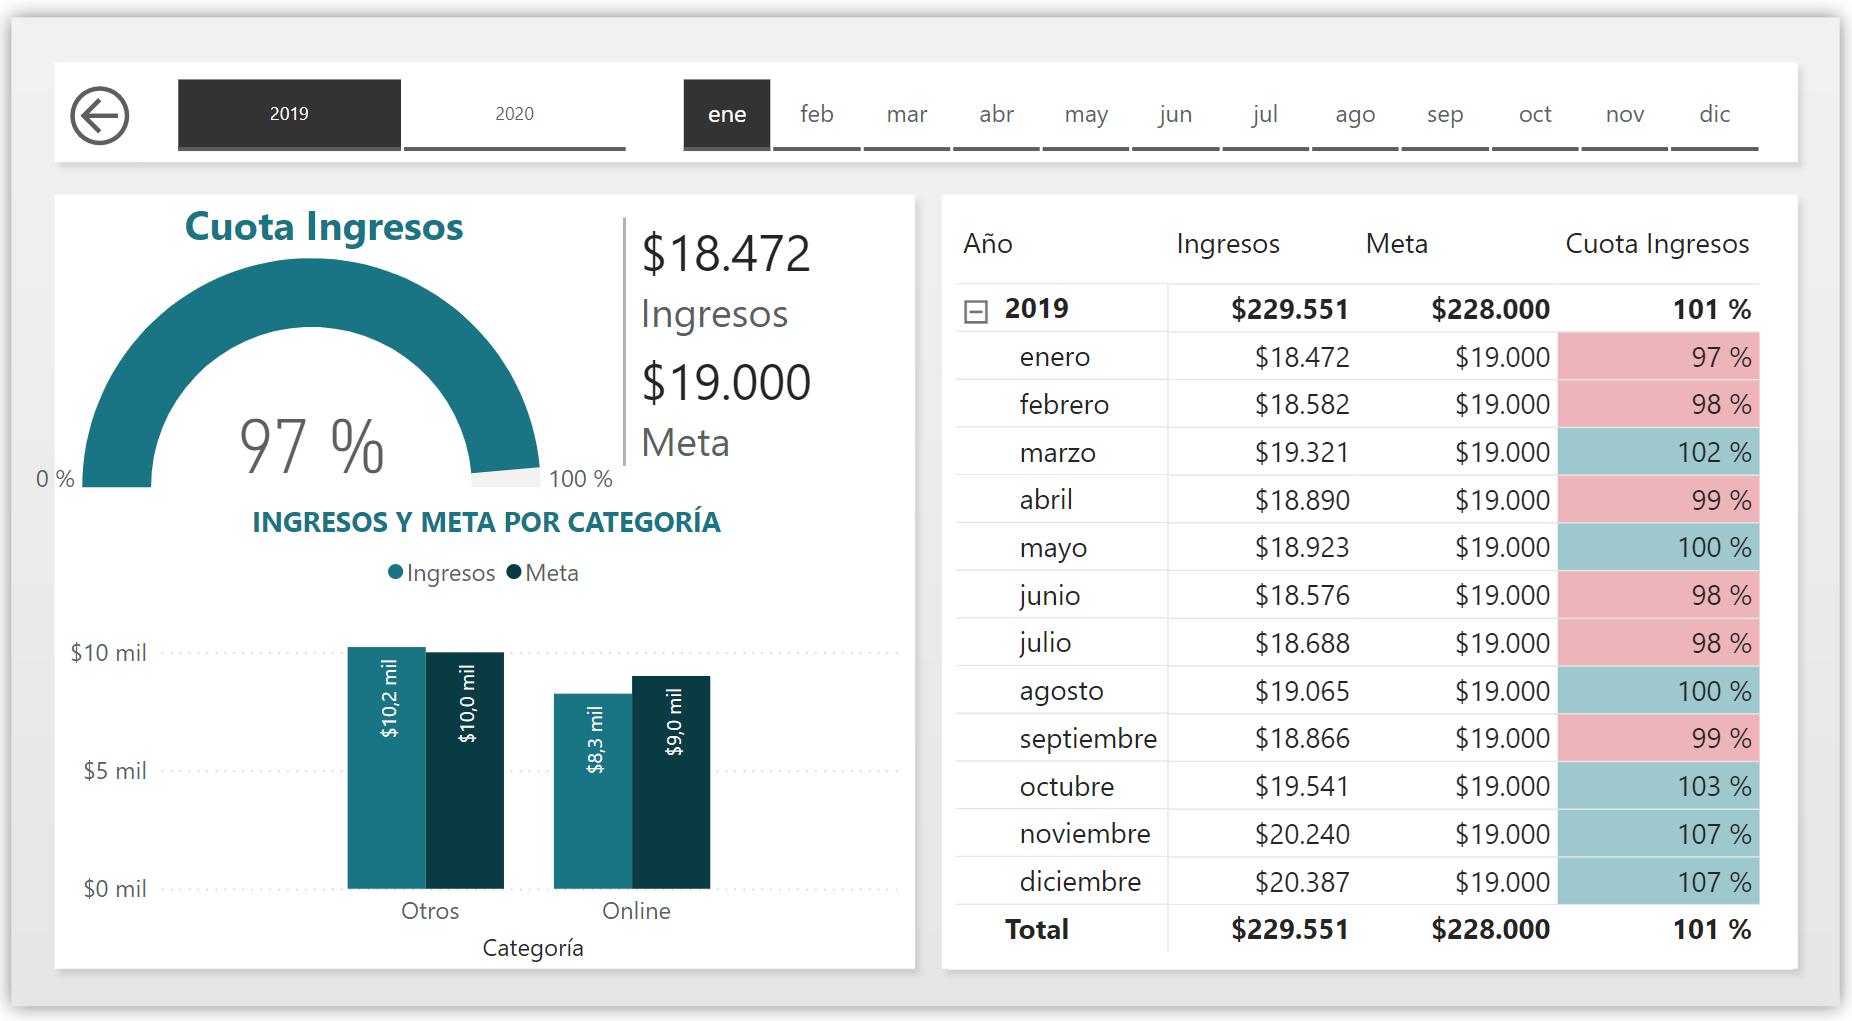 2019 2020 ene feb mar abr may jun jul ago sep oct nov dic
Cuota Ingresos
97 %
0 %
100 %
$18.472
Ingresos
$19.000
Meta
INGRESOS Y META POR CATEGORÍA
Ingresos Meta
$10 mil
$5 mil
$0 mil
$10,2 mil
$10,0 mil
$8,3 mil
$9,0 mil
Otros Online
Categoría
Año Ingresos Meta Cuota Ingresos
2019 $229.551 $228.000 101 %
enero $18.472 $19.000 97 %
febrero $18.582 $19.000 98 %
marzo $19.321 $19.000 102 %
abril $18.890 $19.000 99 %
mayo $18.923 $19.000 100 %
junio $18.576 $19.000 98 %
julio $18.688 $19.000 98 %
agosto $19.065 $19.000 100 %
septiembre $18.866 $19.000 99 %
octubre $19.541 $19.000 103 %
noviembre $20.240 $19.000 107 %
diciembre $20.387 $19.000 107 %
Total $229.551 $228.000 101 %